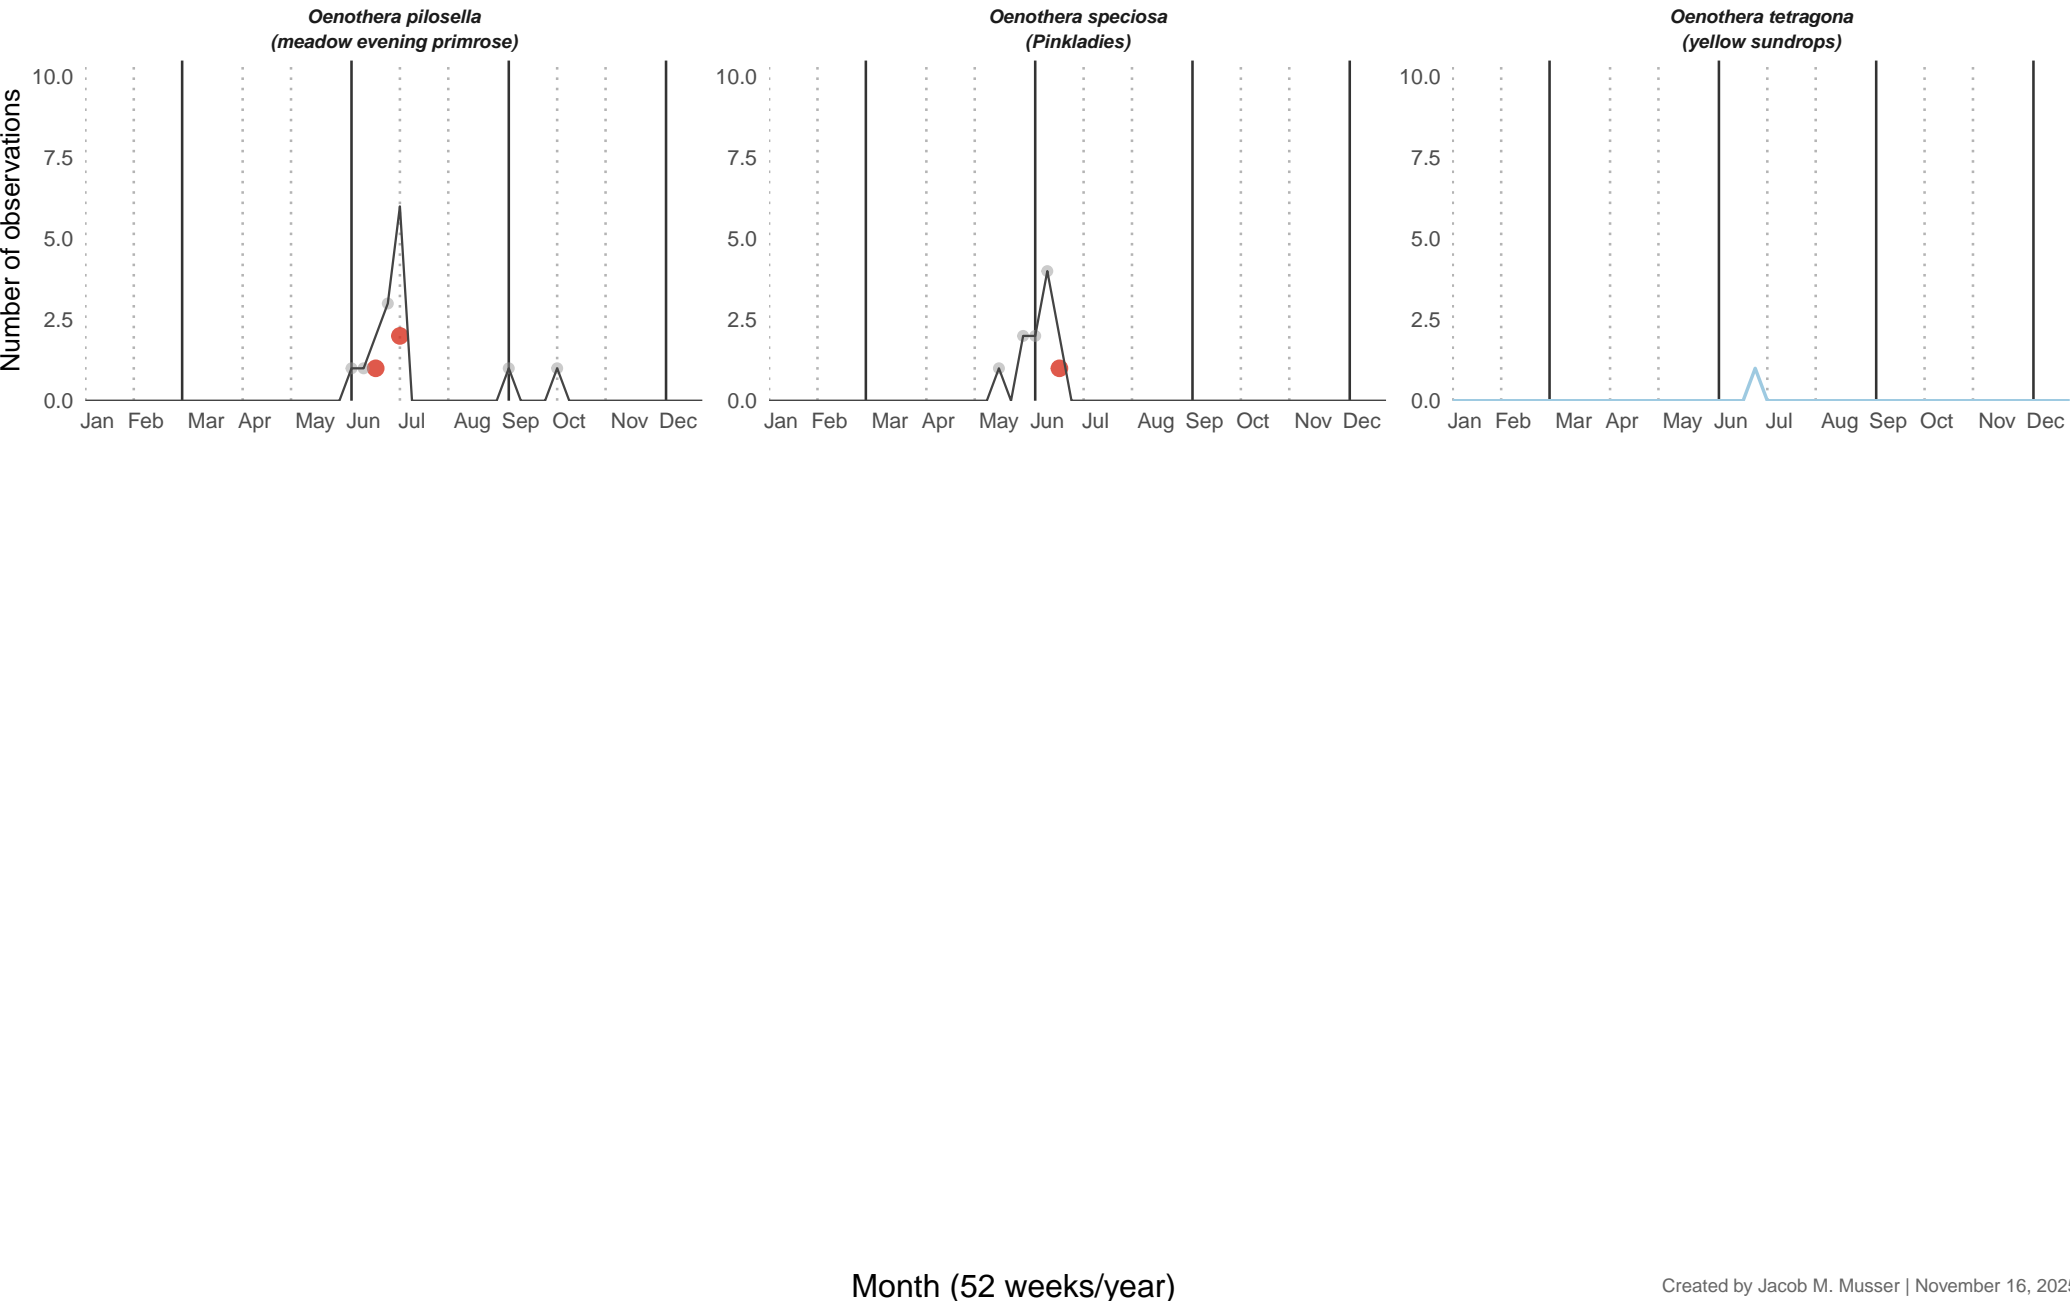 Oenothera pilosella
(meadow evening primrose)
Oenothera speciosa
(Pinkladies)
Oenothera tetragona
(yellow sundrops)
Number of observations
10.0
7.5
5.0
2.5
0.0
Jan Feb Mar Apr May Jun Jul Aug Sep Oct Nov Dec
10.0
7.5
5.0
2.5
0.0
Jan Feb Mar Apr May Jun Jul Aug Sep Oct Nov Dec
10.0
7.5
5.0
2.5
0.0
Jan Feb Mar Apr May Jun Jul Aug Sep Oct Nov Dec
Month (52 weeks/year)
Created by Jacob M. Musser | November 16, 2025